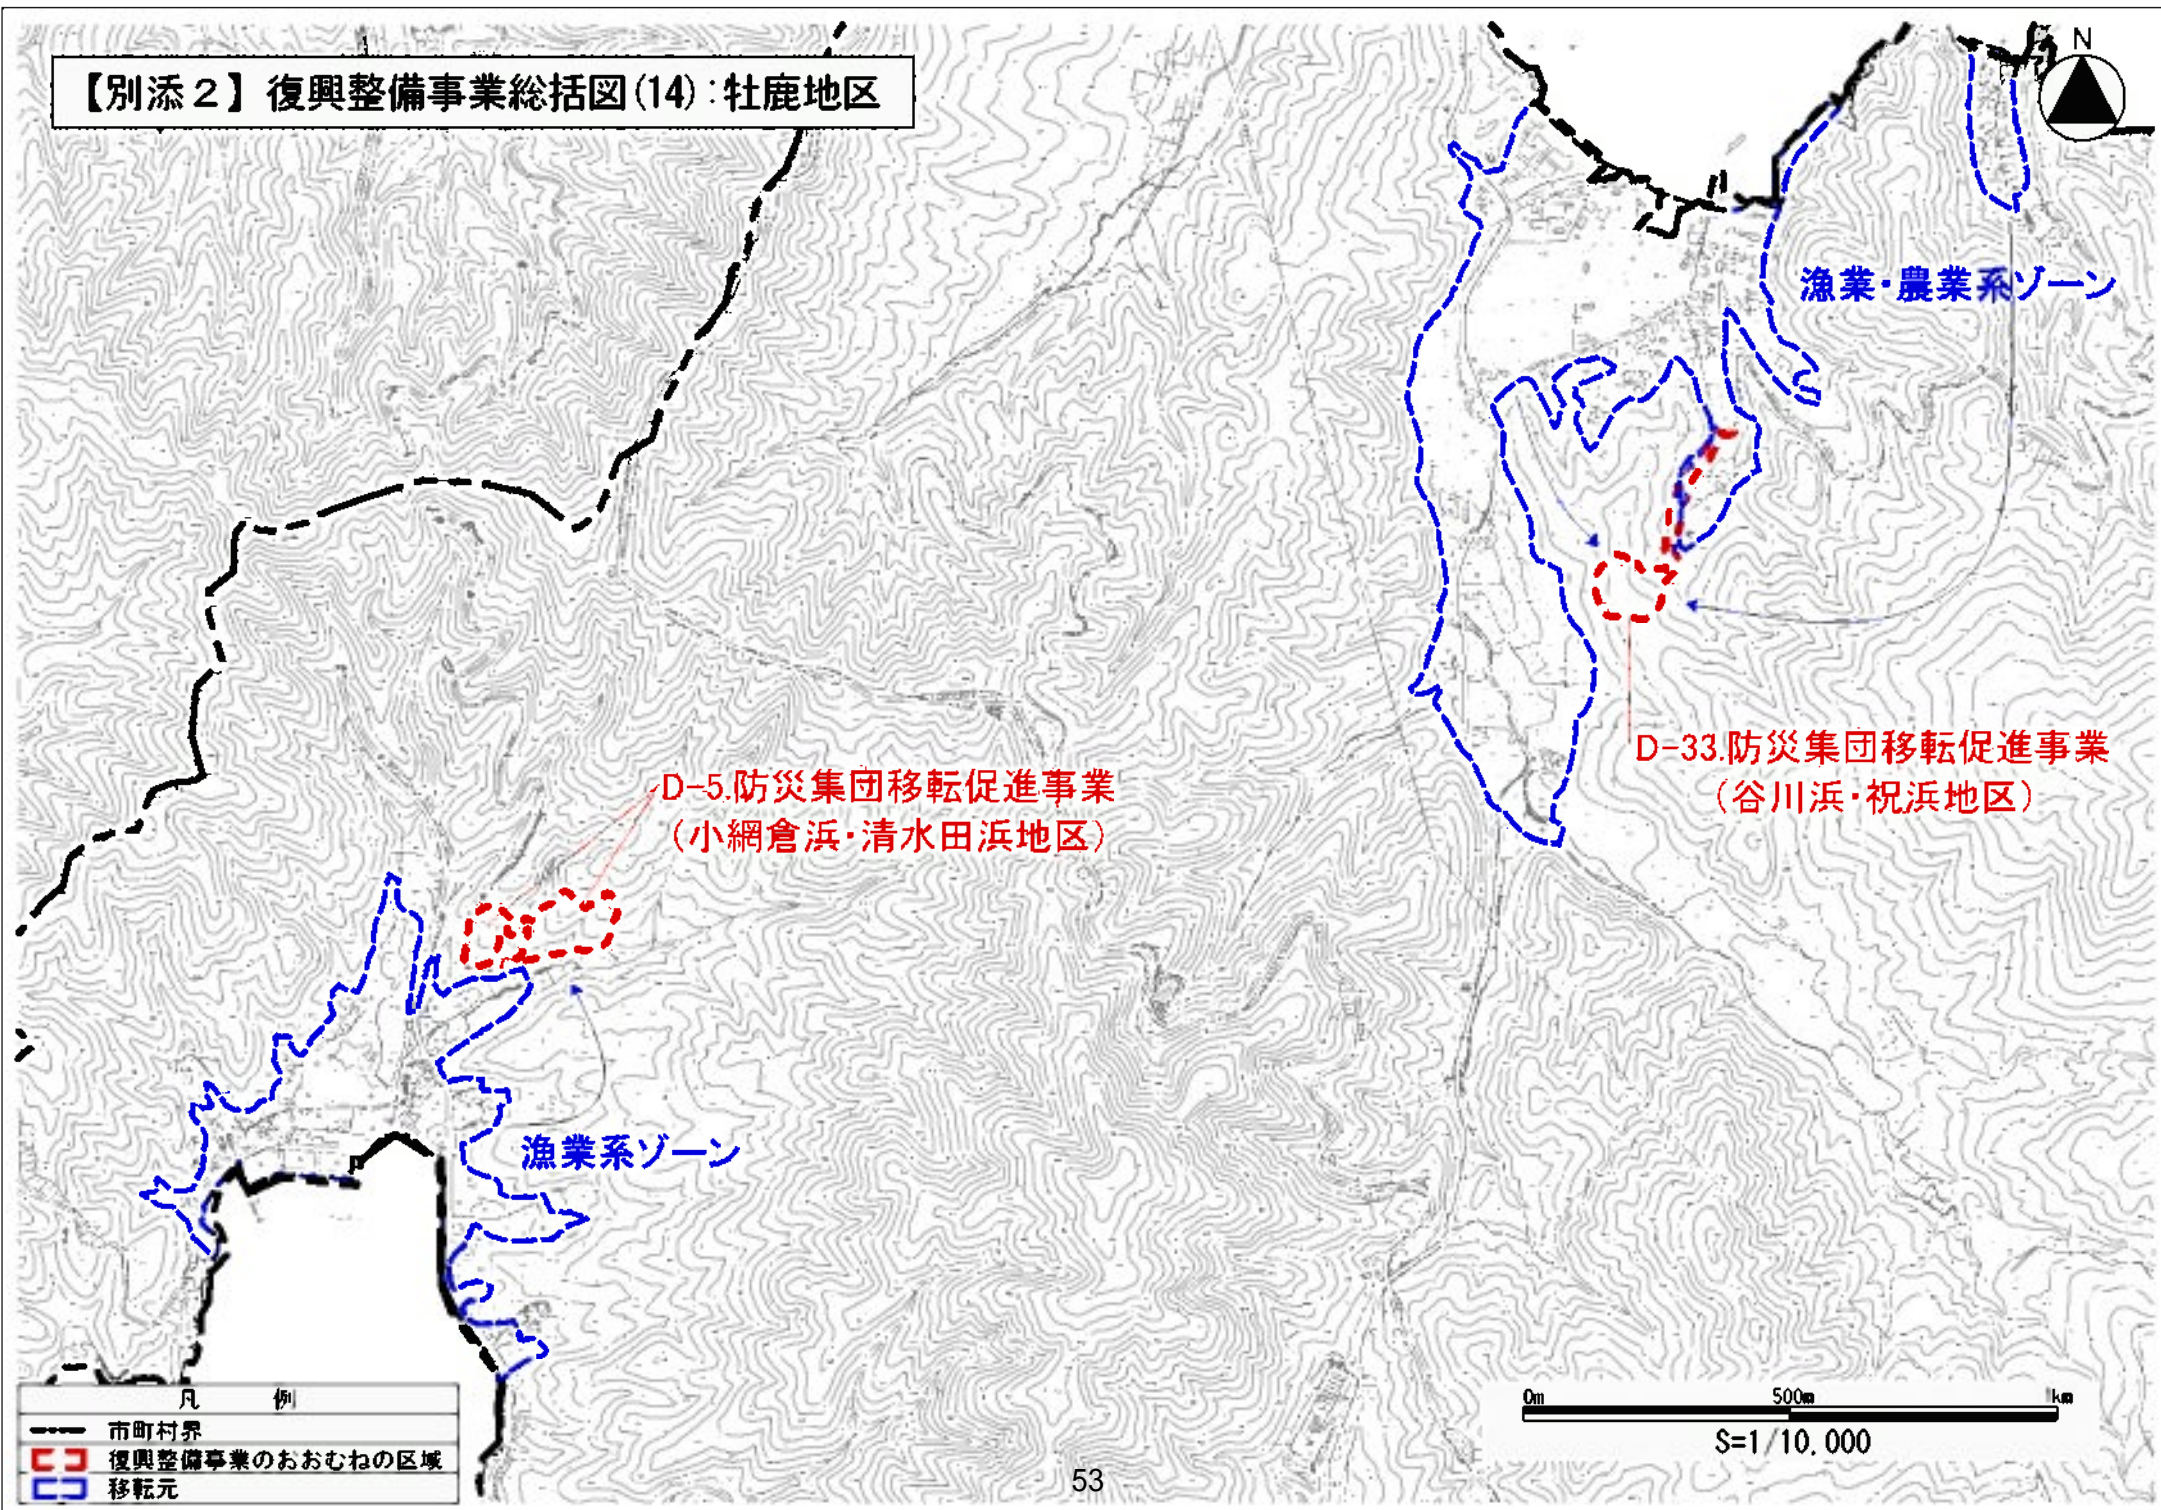 【別添2】復興整備事業総括図(14):牡鹿地区
N
漁業・農業系ゾーン
D-33.防災集団移転促進事業
(谷川浜・祝浜地区)
D-5.防災集団移転促進事業
(小網倉浜・清水田浜地区)
漁業系ゾーン
凡 例
市町村界
復興整備事業のおおむねの区域
移転元
0m 500m 1km
S=1/10,000
53